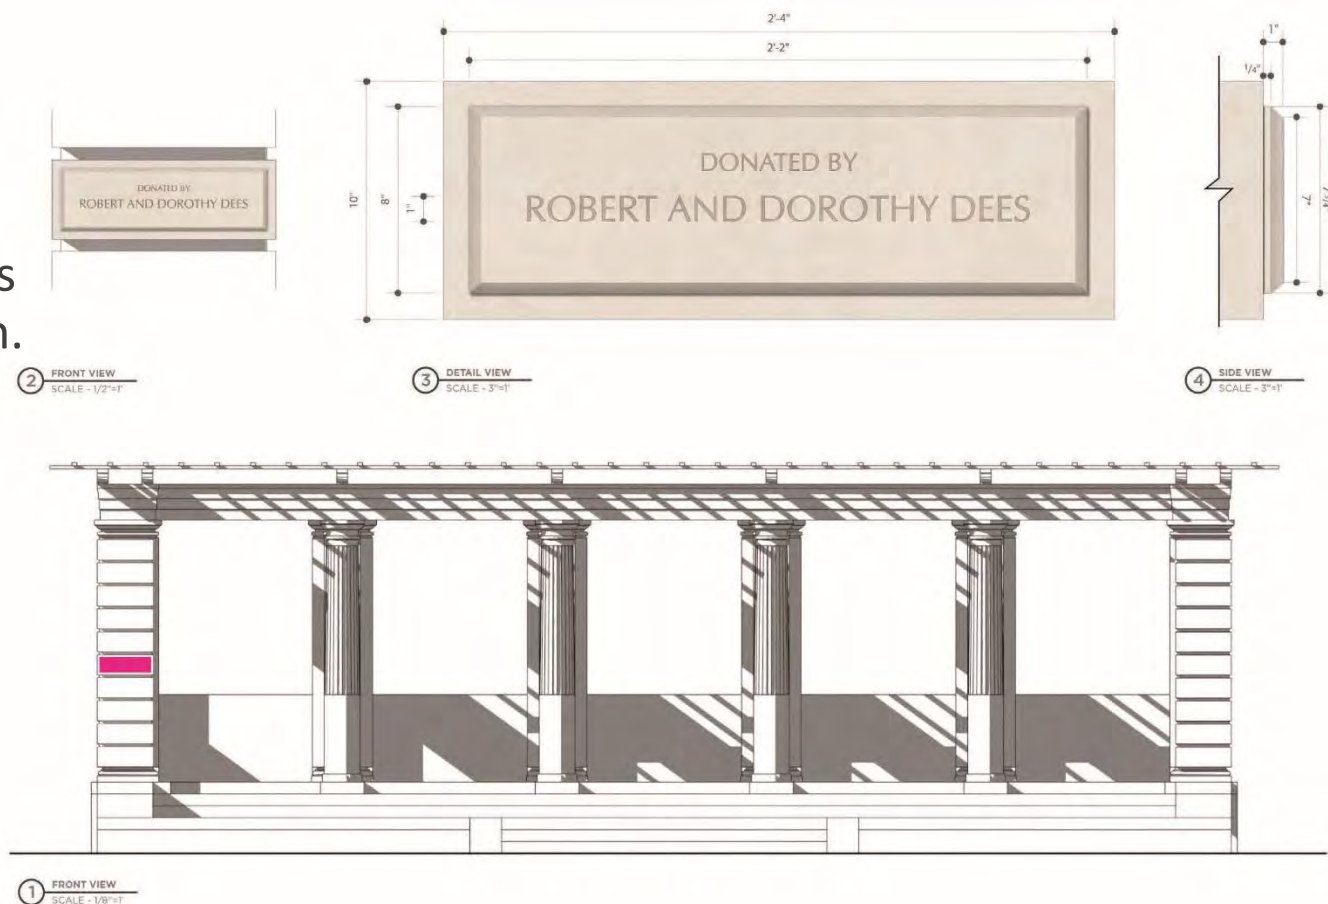 2'-4"
2'-2"
1"
1/4"
DONATED BY
ROBERT AND DOROTHY DEES
10"
8"
1"
DONATED BY
ROBERT AND DOROTHY DEES
7"
s
n.
2 FRONT VIEW
SCALE - 1/2"=1'
3 DETAIL VIEW
SCALE - 3"=1'
4 SIDE VIEW
SCALE - 3"=1'
1 FRONT VIEW
SCALE - 1/8"=1'